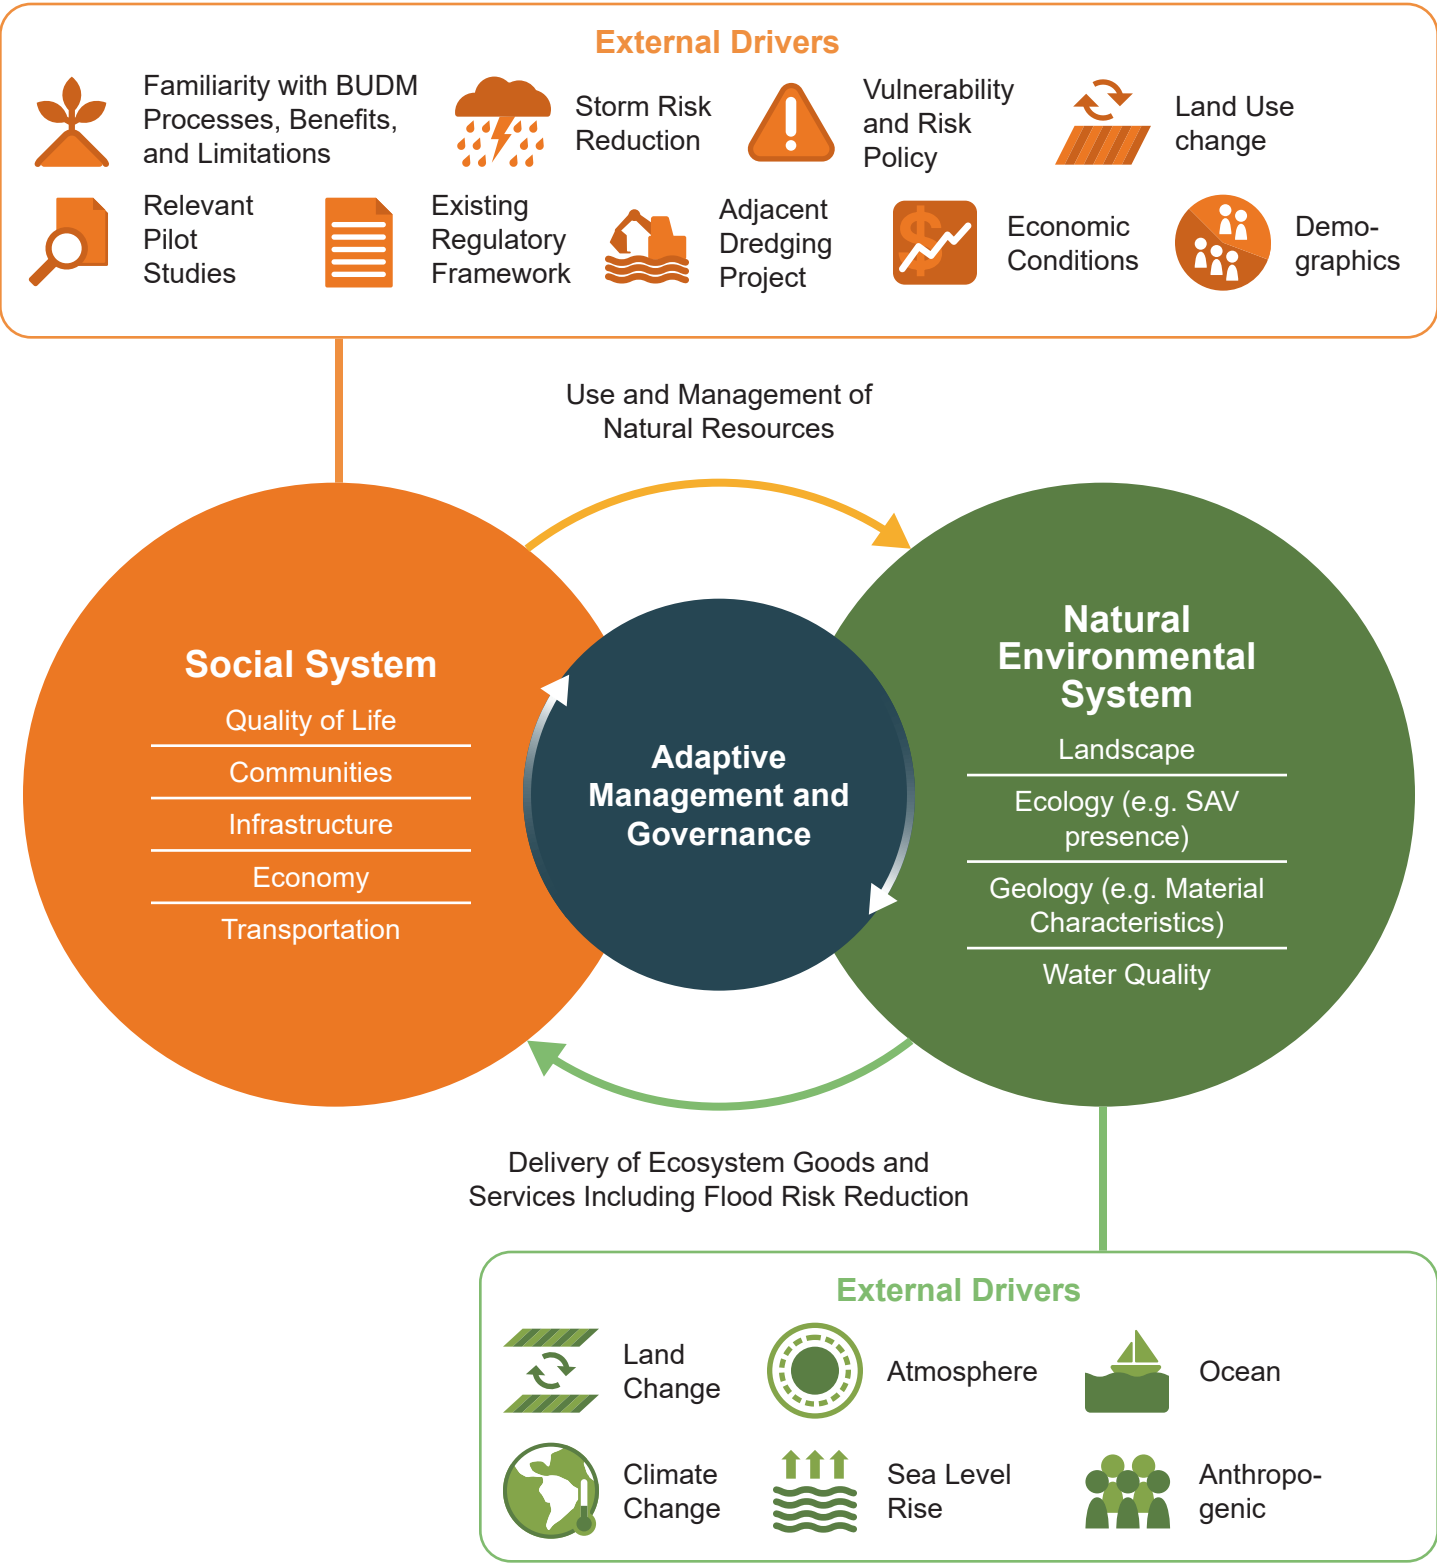 External Drivers
Familiarity with BUDM
Processes, Benefits,
and Limitations
Storm Risk
Reduction
Vulnerability
and Risk
Policy
Land Use
change
Relevant
Pilot
Studies
Existing
Regulatory
Framework
Adjacent
Dredging
Project
$
Economic
Conditions
Demo-
graphics
Use and Management of
Natural Resources
Social System
Quality of Life
Communities
Infrastructure
Economy
Transportation
Adaptive
Management and
Governance
Natural
Environmental
System
Landscape
Ecology (e.g. SAV
presence)
Geology (e.g. Material
Characteristics)
Water Quality
Delivery of Ecosystem Goods and
Services Including Flood Risk Reduction
External Drivers
Land
Change
Atmosphere
Ocean
Climate
Change
Sea Level
Rise
Anthropo-
genic